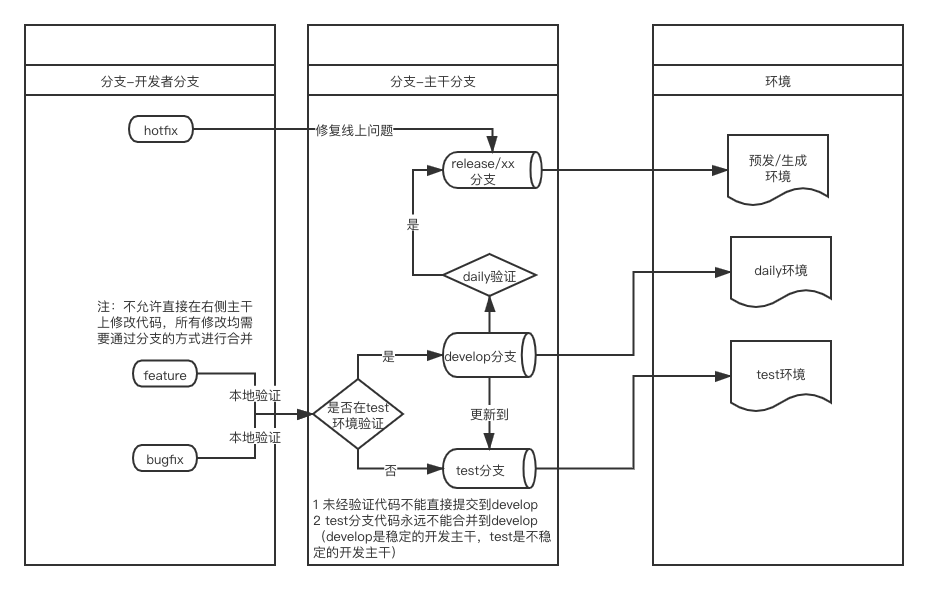 分支-开发者分支
分支-主干分支
环境
hotfix
修复线上问题
release/xx
分支
预发/生成
环境
是
daily验证
daily环境
注：不允许直接在右侧主干
上修改代码，所有修改均需
要通过分支的方式进行合并
是
develop分支
feature
test环境
本地验证
是否在test
环境验证
更新到
本地验证
bugfix
否
test分支
1 未经验证代码不能直接提交到develop
2 test分支代码永远不能合并到develop
（develop是稳定的开发主干，test是不稳
定的开发主干）